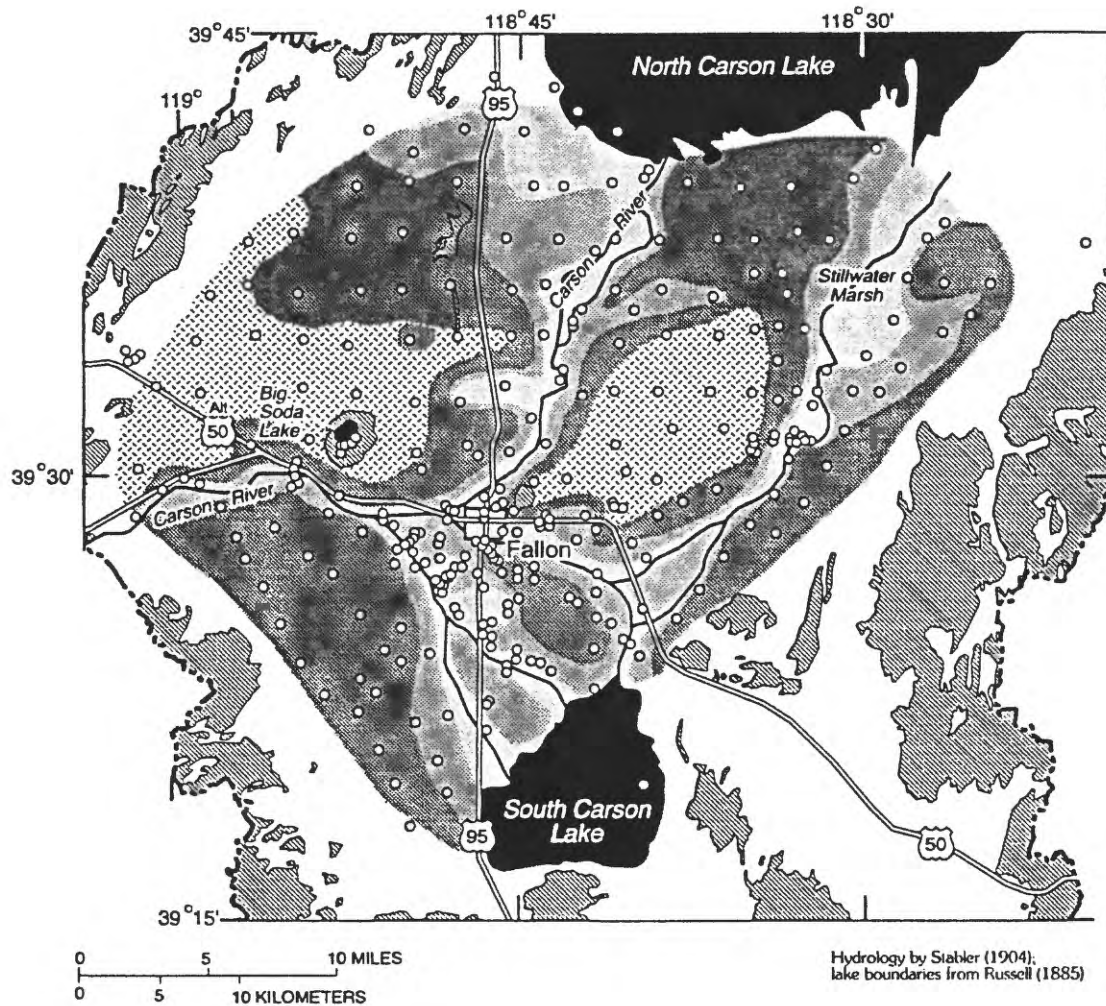 118°45'
118°30'
39°45'
North Carson Lake
119°
95
Carson
River
Stillwater
Marsh
Big
Soda
Lake
Alt
50
39°30'
Carson
River
Fallon
South Carson
Lake
95
50
39°15'
0 5 10 MILES
0 5 10 KILOMETERS
Hydrology by Stabler (1904);
lake boundaries from Russell (1885)